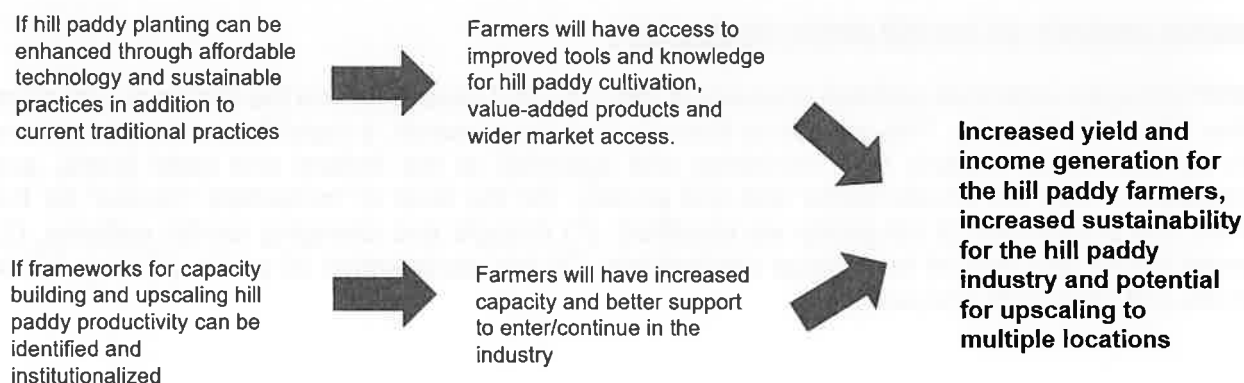 If hill paddy planting can be
enhanced through affordable
technology and sustainable
practices in addition to
current traditional practices
Farmers will have access to
improved tools and knowledge
for hill paddy cultivation,
value-added products and
wider market access.
If frameworks for capacity
building and upscaling hill
paddy productivity can be
identified and
institutionalized
Farmers will have increased
capacity and better support
to enter/continue in the
industry
Increased yield and
income generation for
the hill paddy farmers,
increased sustainability
for the hill paddy
industry and potential
for upscaling to
multiple locations